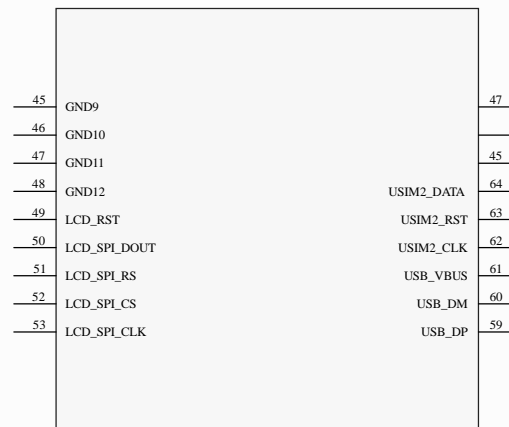 45 GND9 47
46 GND10
47 GND11 45
48 GND12 USIM2_DATA 64
49 LCD_RST USIM2_RST 63
50 LCD_SPI_DOUT USIM2_CLK 62
51 LCD_SPI_RS USB_VBUS 61
52 LCD_SPI_CS USB_DM 60
53 LCD_SPI_CLK USB_DP 59